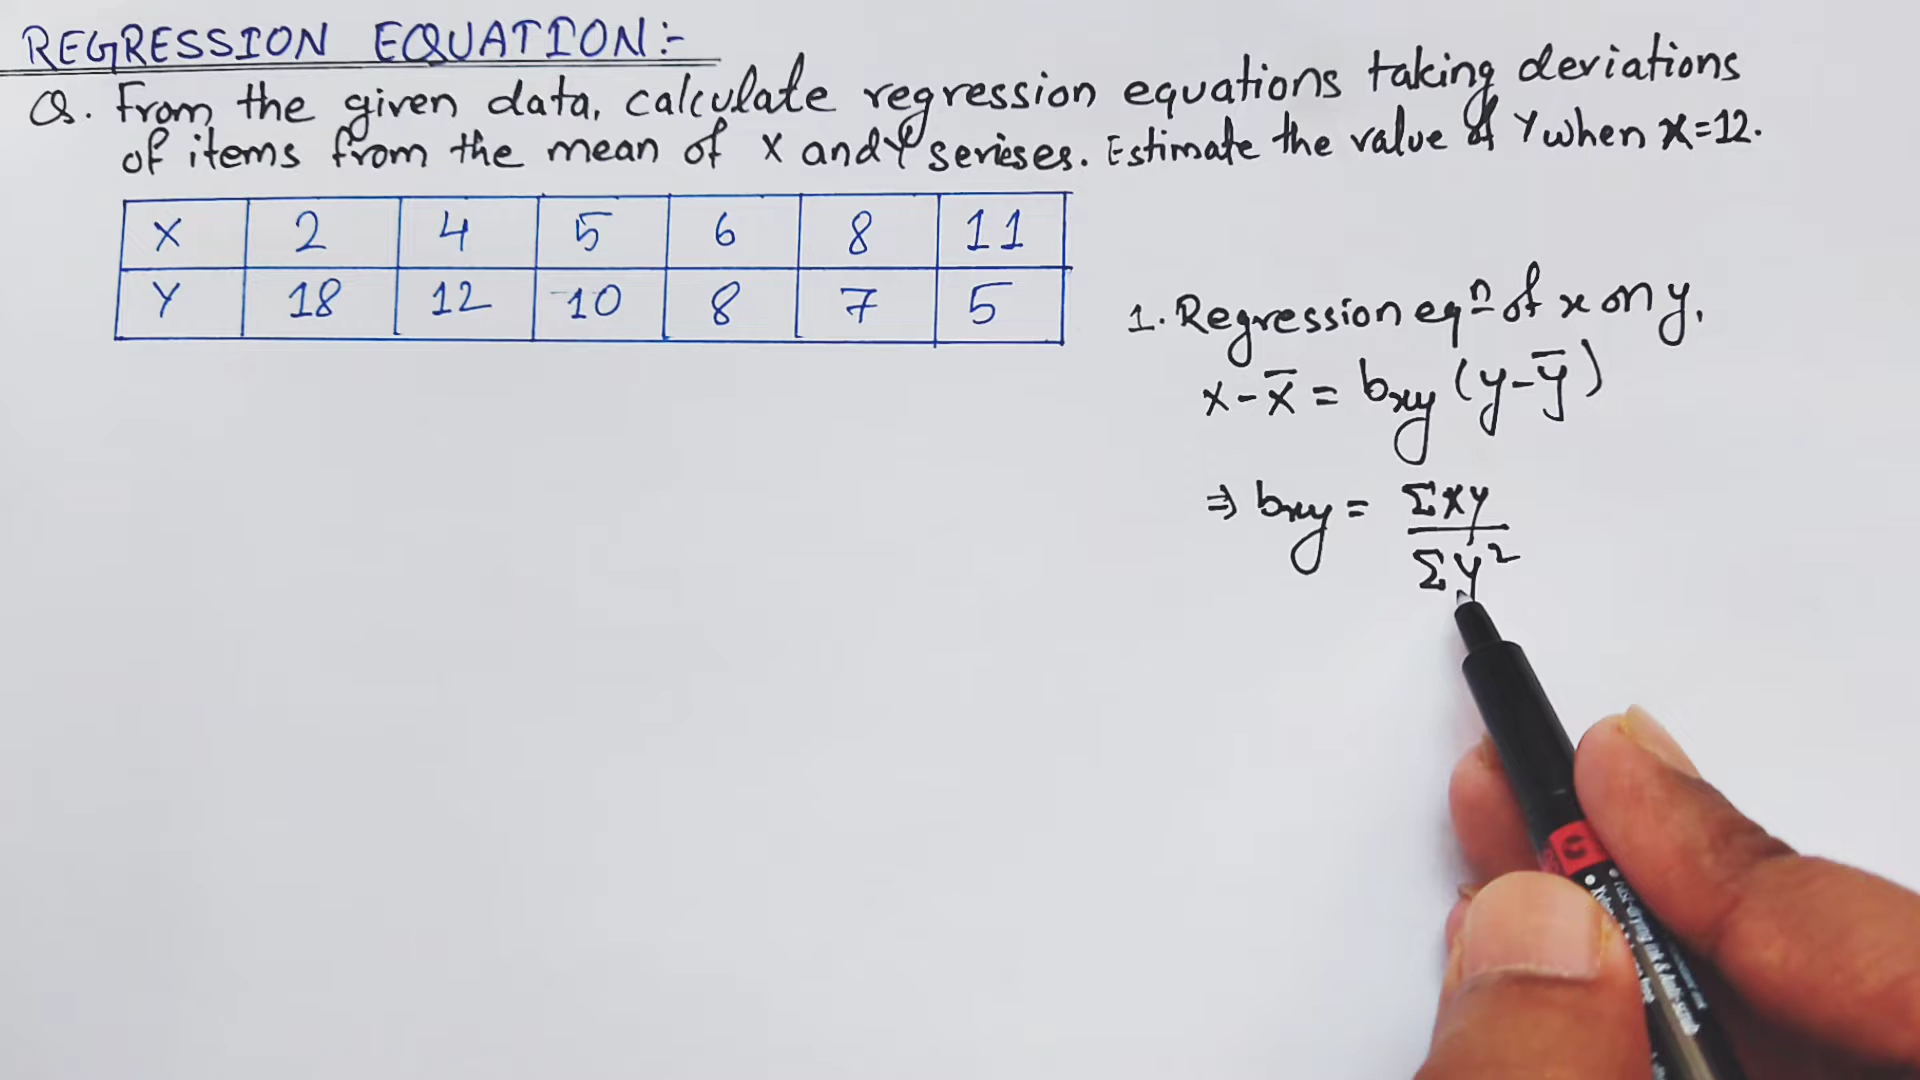 REGRESSION EQUATION:-
Q. From the given data, calculate regression equations taking deviations
of items from the mean of X and Y serieses. Estimate the value of Y when x=12.
X 2 4 5 6 8 11
Y 18 12 10 8 7 5
1. Regression eqⁿ of x on y,
x - x̄ = bxy (y - ȳ)
⇒ bxy = Σxy
Σy²